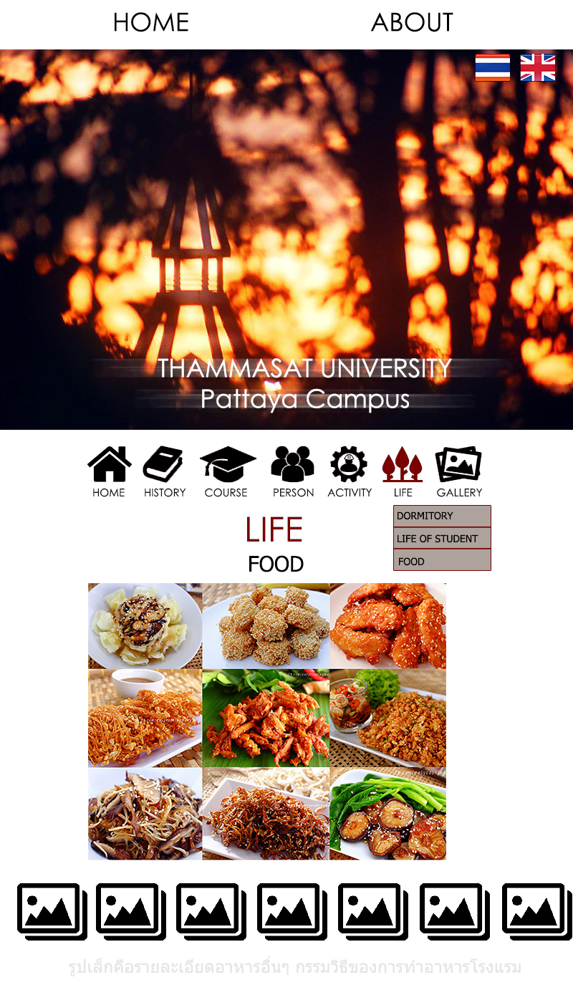 HOME ABOUT
THAMMASAT UNIVERSITY
Pattaya Campus
HOME HISTORY COURSE PERSON ACTIVITY LIFE GALLERY
LIFE
FOOD
DORMITORY
LIFE OF STUDENT
FOOD
รูปเล็กคือรายละเอียดอาหารอื่นๆ กรรมวิธีของการทำอาหารโรงแรม